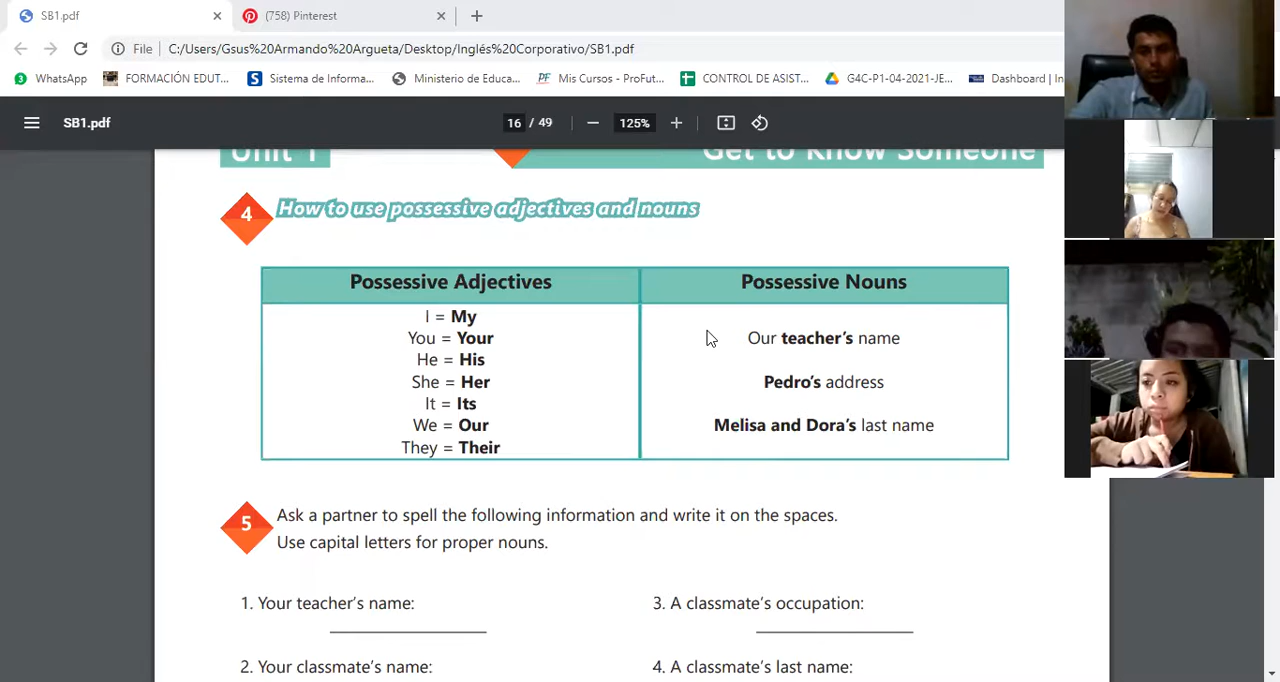 SB1.pdf
(758) Pinterest
File C:/Users/Gsus%20Armando%20Argueta/Desktop/Inglés%20Corporativo/SB1.pdf
WhatsApp FORMACIÓN EDUT... Sistema de Informa... Ministerio de Educa... Mis Cursos - ProFut... CONTROL DE ASIST... G4C-P1-04-2021-JE... Dashboard | In
SB1.pdf 16 / 49 125%
Unit 1 Get to Know Someone
4 How to use possessive adjectives and nouns
Possessive Adjectives
I = My
You = Your
He = His
She = Her
It = Its
We = Our
They = Their
Possessive Nouns
Our teacher's name
Pedro's address
Melisa and Dora's last name
5 Ask a partner to spell the following information and write it on the spaces.
Use capital letters for proper nouns.
1. Your teacher's name:
2. Your classmate's name:
3. A classmate's occupation:
4. A classmate's last name: